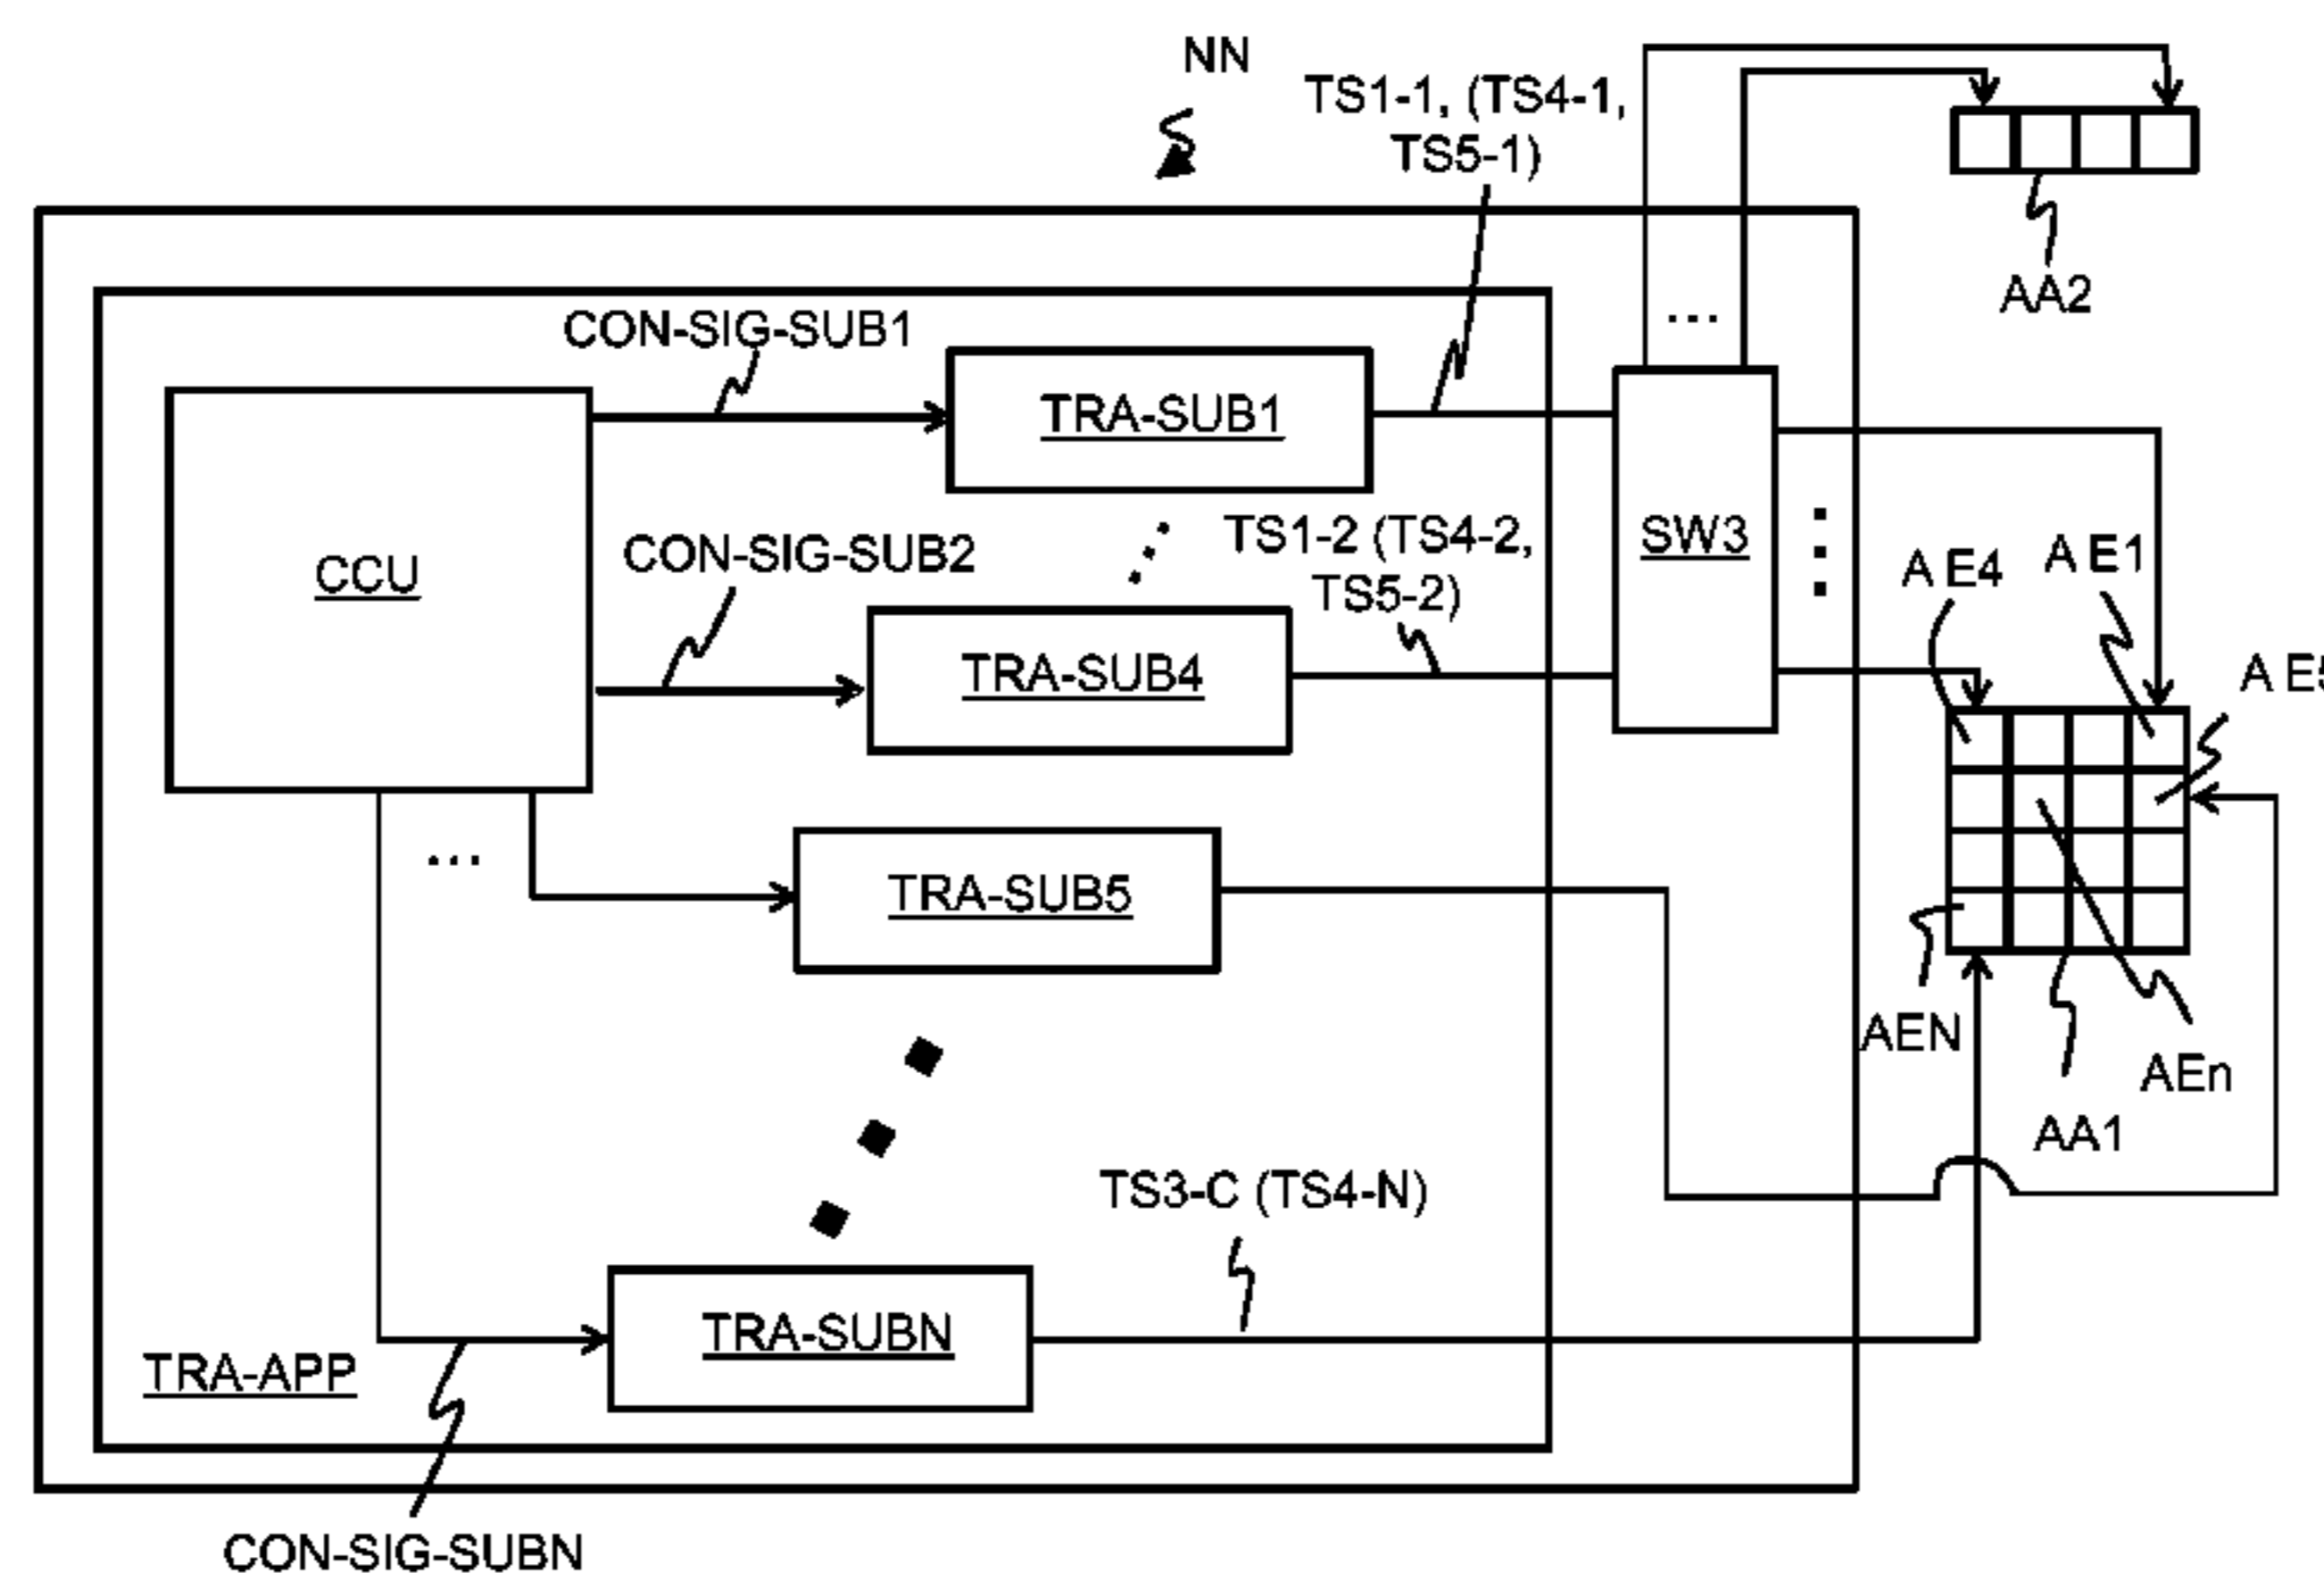 NN
TS1-1, (TS4-1,
TS5-1)
AA2
CON-SIG-SUB1
TRA-SUB1
CCU
CON-SIG-SUB2
TS1-2 (TS4-2,
TS5-2)
SW3
A E4
A E1
TRA-SUB4
A E5
...
TRA-SUB5
AEN
AEn
AA1
TS3-C (TS4-N)
TRA-SUBN
TRA-APP
CON-SIG-SUBN